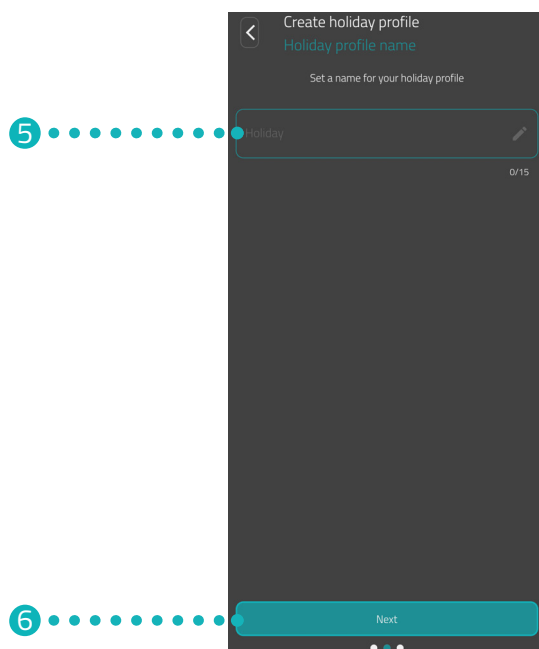 Create holiday profile
Holiday profile name
Set a name for your holiday profile
5
Holiday
0/15
6
Next